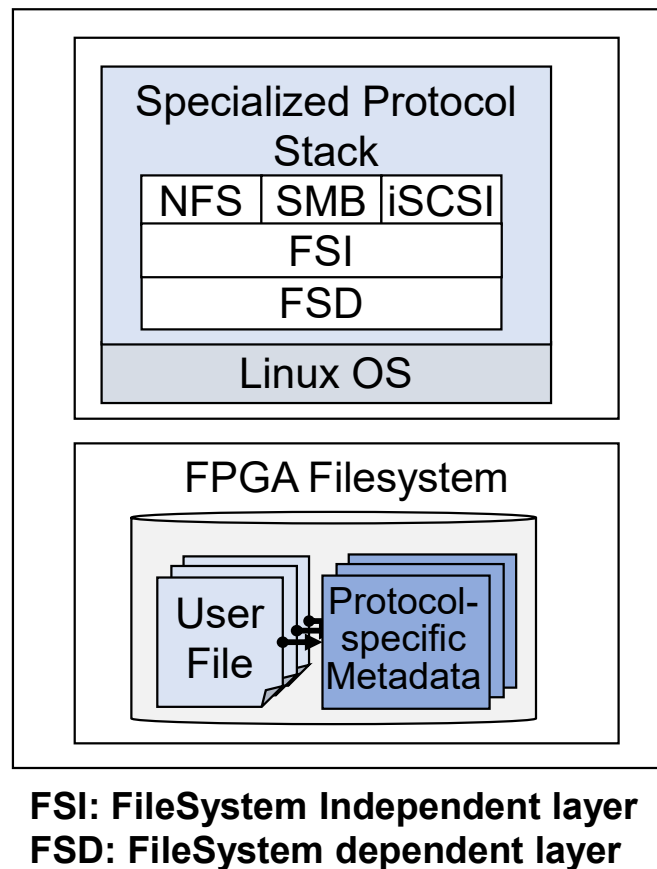 Specialized Protocol
Stack
NFS SMB iSCSI
FSI
FSD
Linux OS
FPGA Filesystem
User
File
Protocol-
specific
Metadata
FSI: FileSystem Independent layer
FSD: FileSystem dependent layer